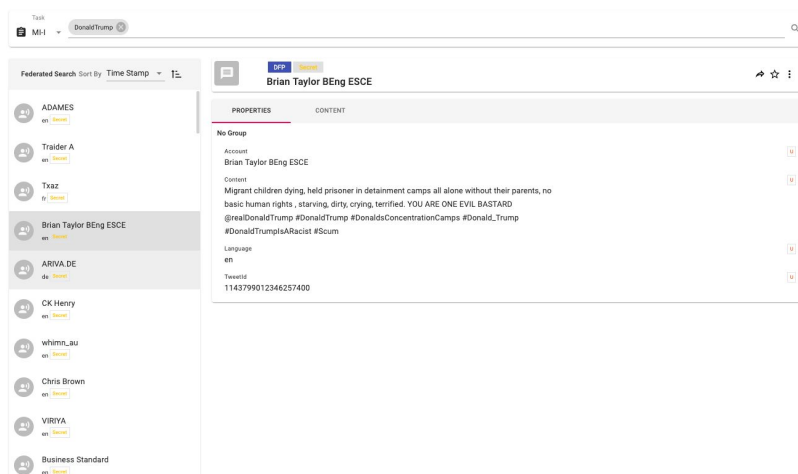 Task
MI-I
DonaldTrump
Federated Search Sort By Time Stamp
ADAMES
en Secret
Traider A
en Secret
Txaz
fr Secret
Brian Taylor BEng ESCE
en Secret
ARIVA.DE
de Secret
CK Henry
en Secret
whimn_au
en Secret
Chris Brown
en Secret
VIRIYA
en Secret
Business Standard
en Secret
DFP Secret
Brian Taylor BEng ESCE
PROPERTIES CONTENT
No Group
Account
Brian Taylor BEng ESCE
U
Content
U
Migrant children dying, held prisoner in detainment camps all alone without their parents, no
basic human rights , starving, dirty, crying, terrified. YOU ARE ONE EVIL BASTARD
@realDonaldTrump #DonaldTrump #DonaldsConcentrationCamps #Donald_Trump
#DonaldTrumpIsARacist #Scum
Language
U
en
TweetId
U
1143799012346257400